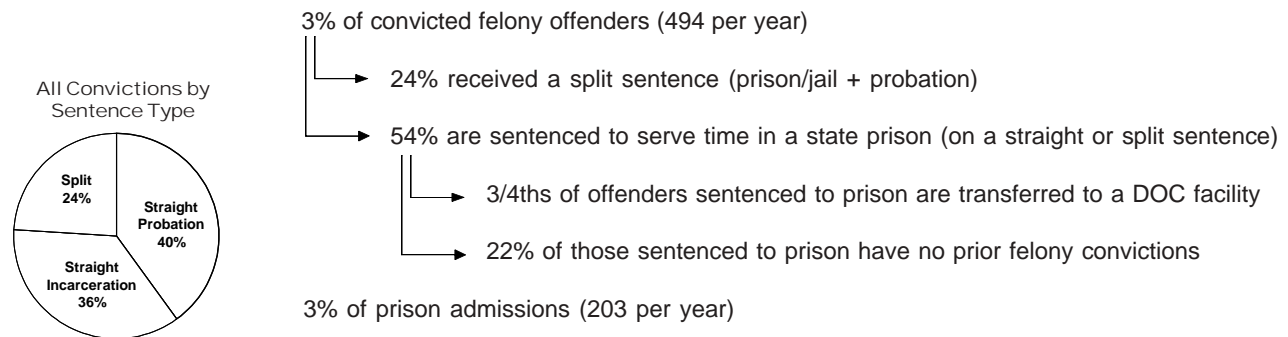 3% of convicted felony offenders (494 per year)
24% received a split sentence (prison/jail + probation)
54% are sentenced to serve time in a state prison (on a straight or split sentence)
3/4ths of offenders sentenced to prison are transferred to a DOC facility
22% of those sentenced to prison have no prior felony convictions
3% of prison admissions (203 per year)
All Convictions by
Sentence Type
Split
24%
Straight
Probation
40%
Straight
Incarceration
36%